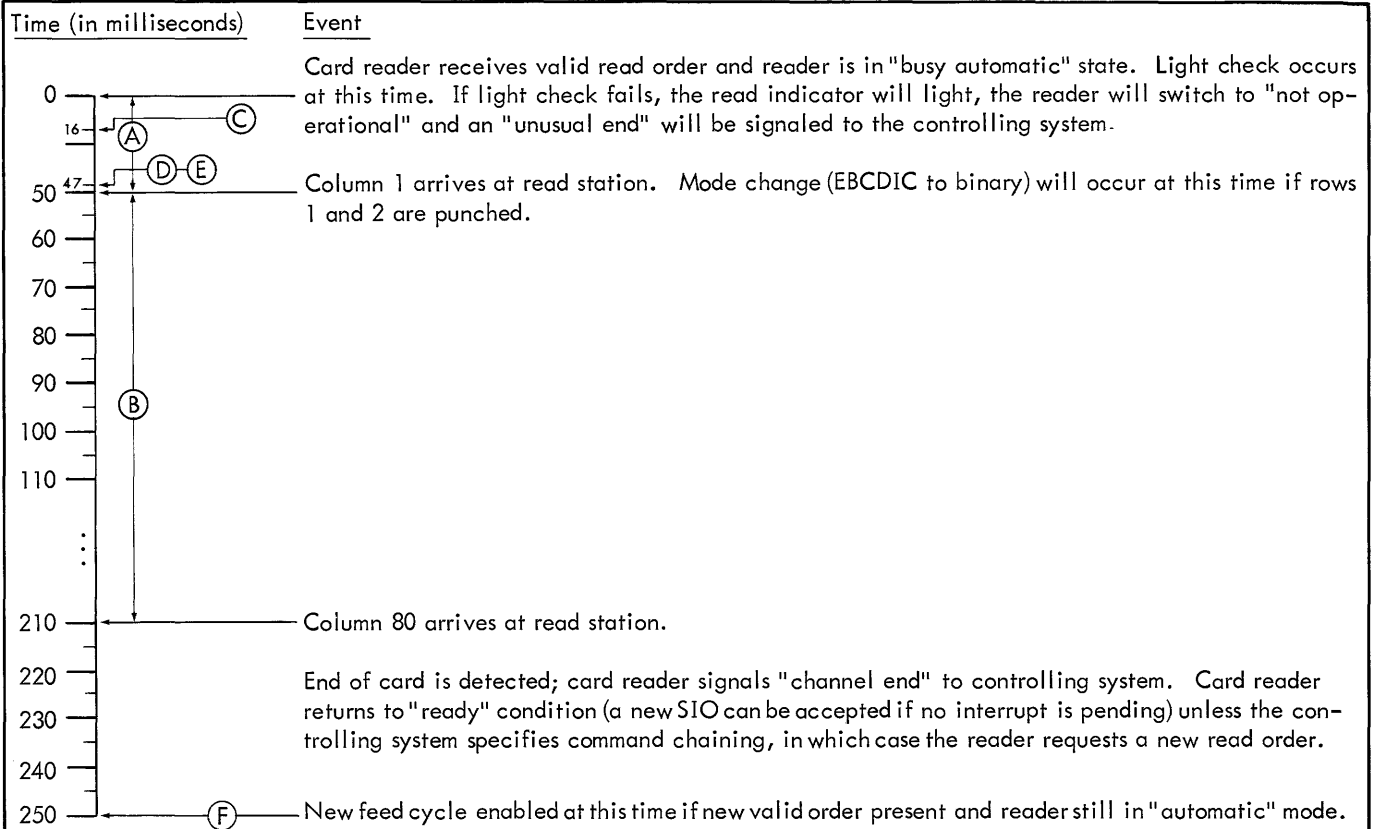 Time (in milliseconds) Event
Card reader receives valid read order and reader is in "busy automatic" state. Light check occurs
0 at this time. If light check fails, the read indicator will light, the reader will switch to "not op-
16 C
A erational" and an "unusual end" will be signaled to the controlling system.
D E
47
50 Column 1 arrives at read station. Mode change (EBCDIC to binary) will occur at this time if rows
1 and 2 are punched.
60
70
80
90
B
100
110
.
.
.
210 Column 80 arrives at read station.
220 End of card is detected; card reader signals "channel end" to controlling system. Card reader
230 returns to "ready" condition (a new SIO can be accepted if no interrupt is pending) unless the con-
trolling system specifies command chaining, in which case the reader requests a new read order.
240
250 F New feed cycle enabled at this time if new valid order present and reader still in "automatic" mode.